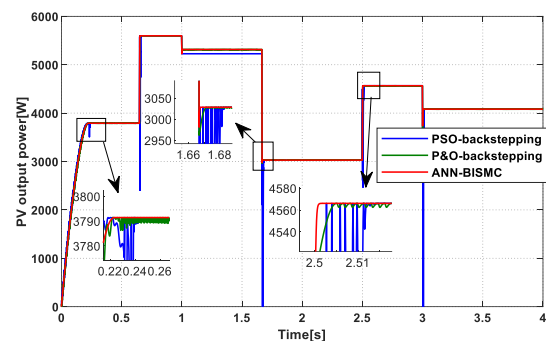 6000
5000
4000
3000
2000
1000
0
PV output power[W]
3100
3050
3000
2950
1.66 1.68
PSO-backstepping
P&O-backstepping
ANN-BISMC
3800
3790
3780
0.22 0.24 0.26
4580
4560
4540
2.5 2.51
0 0.5 1 1.5 2 2.5 3 3.5 4
Time[s]